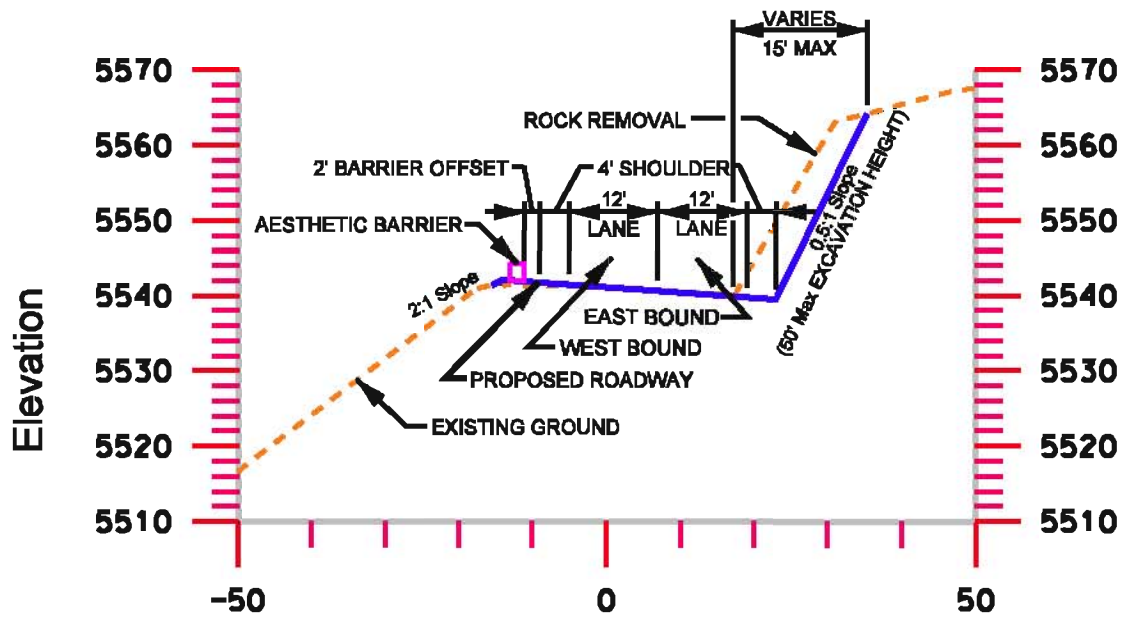 VARIES
15' MAX
5570
5570
ROCK REMOVAL
5560
5560
2' BARRIER OFFSET
4' SHOULDER
12'
LANE
12'
LANE
5550
5550
AESTHETIC BARRIER
0.5:1 Slope
(50' Max EXCAVATION HEIGHT)
2:1 Slope
5540
5540
EAST BOUND
WEST BOUND
PROPOSED ROADWAY
5530
5530
EXISTING GROUND
Elevation
5520
5520
5510
5510
-50
0
50